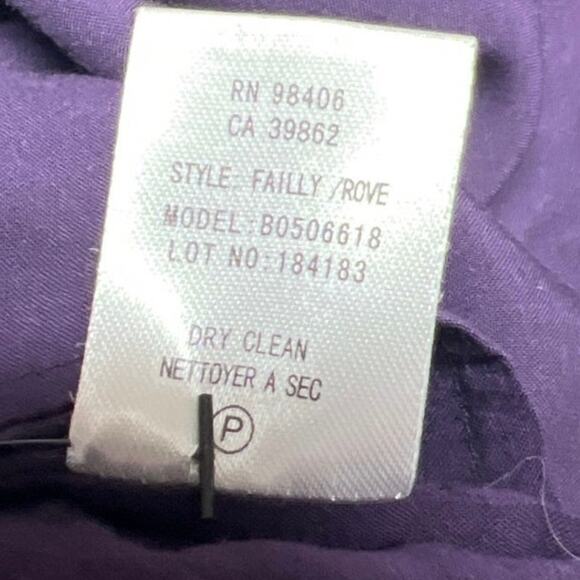 RN 98406
CA 39862
STYLE: FAILLY /ROVE
MODEL:B0506618
LOT NO:184183
DRY CLEAN
NETTOYER A SEC
P